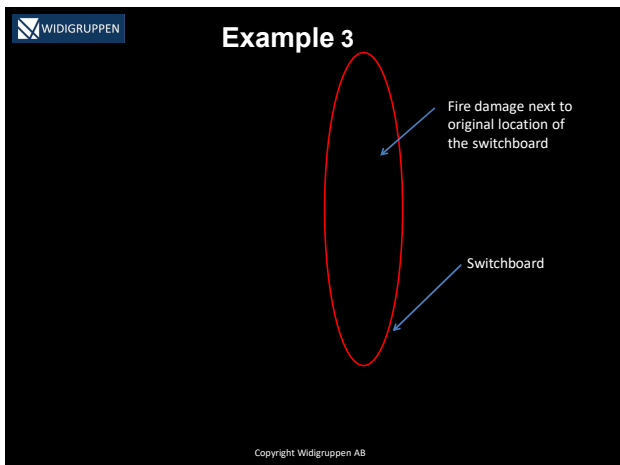 WIDIGRUPPEN
Example 3
Fire damage next to
original location of
the switchboard
Switchboard
Copyright Widigruppen AB